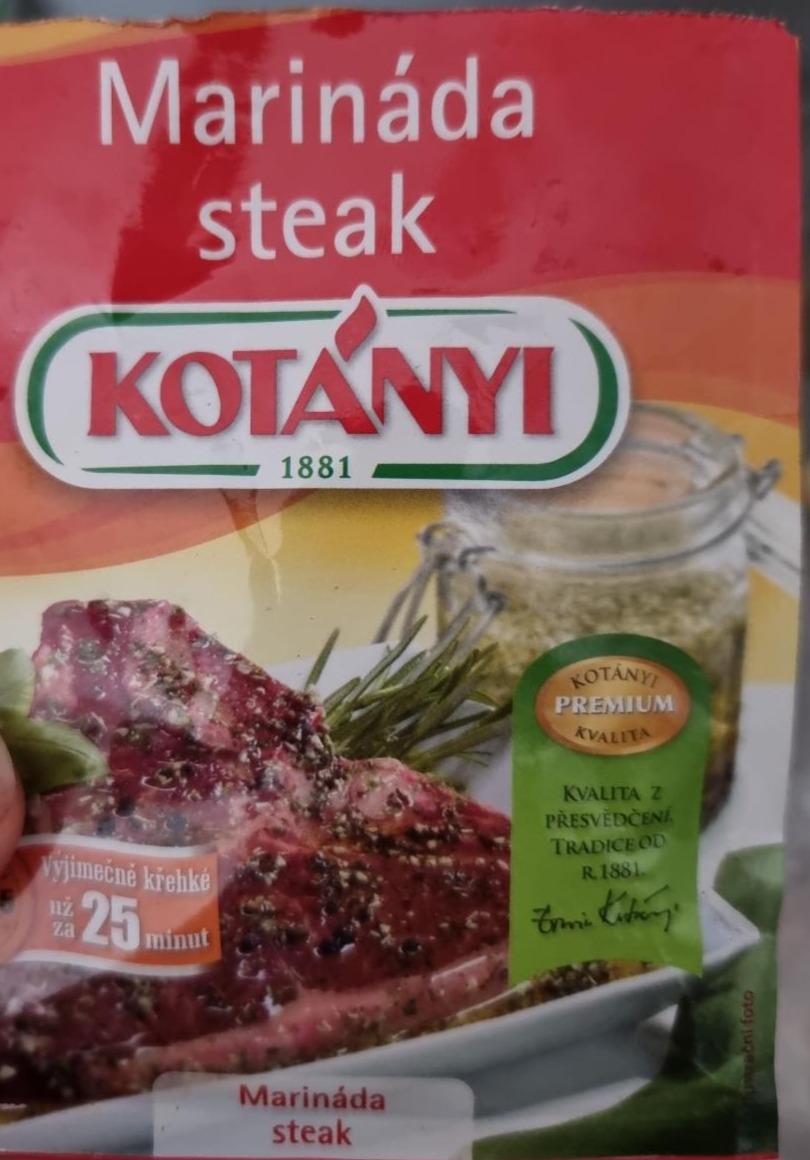 Marináda
steak
KOTÁNYI
1881
KOTÁNYI
PREMIUM
KVALITA
KVALITA Z
PŘESVĚDČENÍ.
TRADICE OD
R.1881.
Výjimečně křehké
už
za 25 minut
foto
Marináda
steak